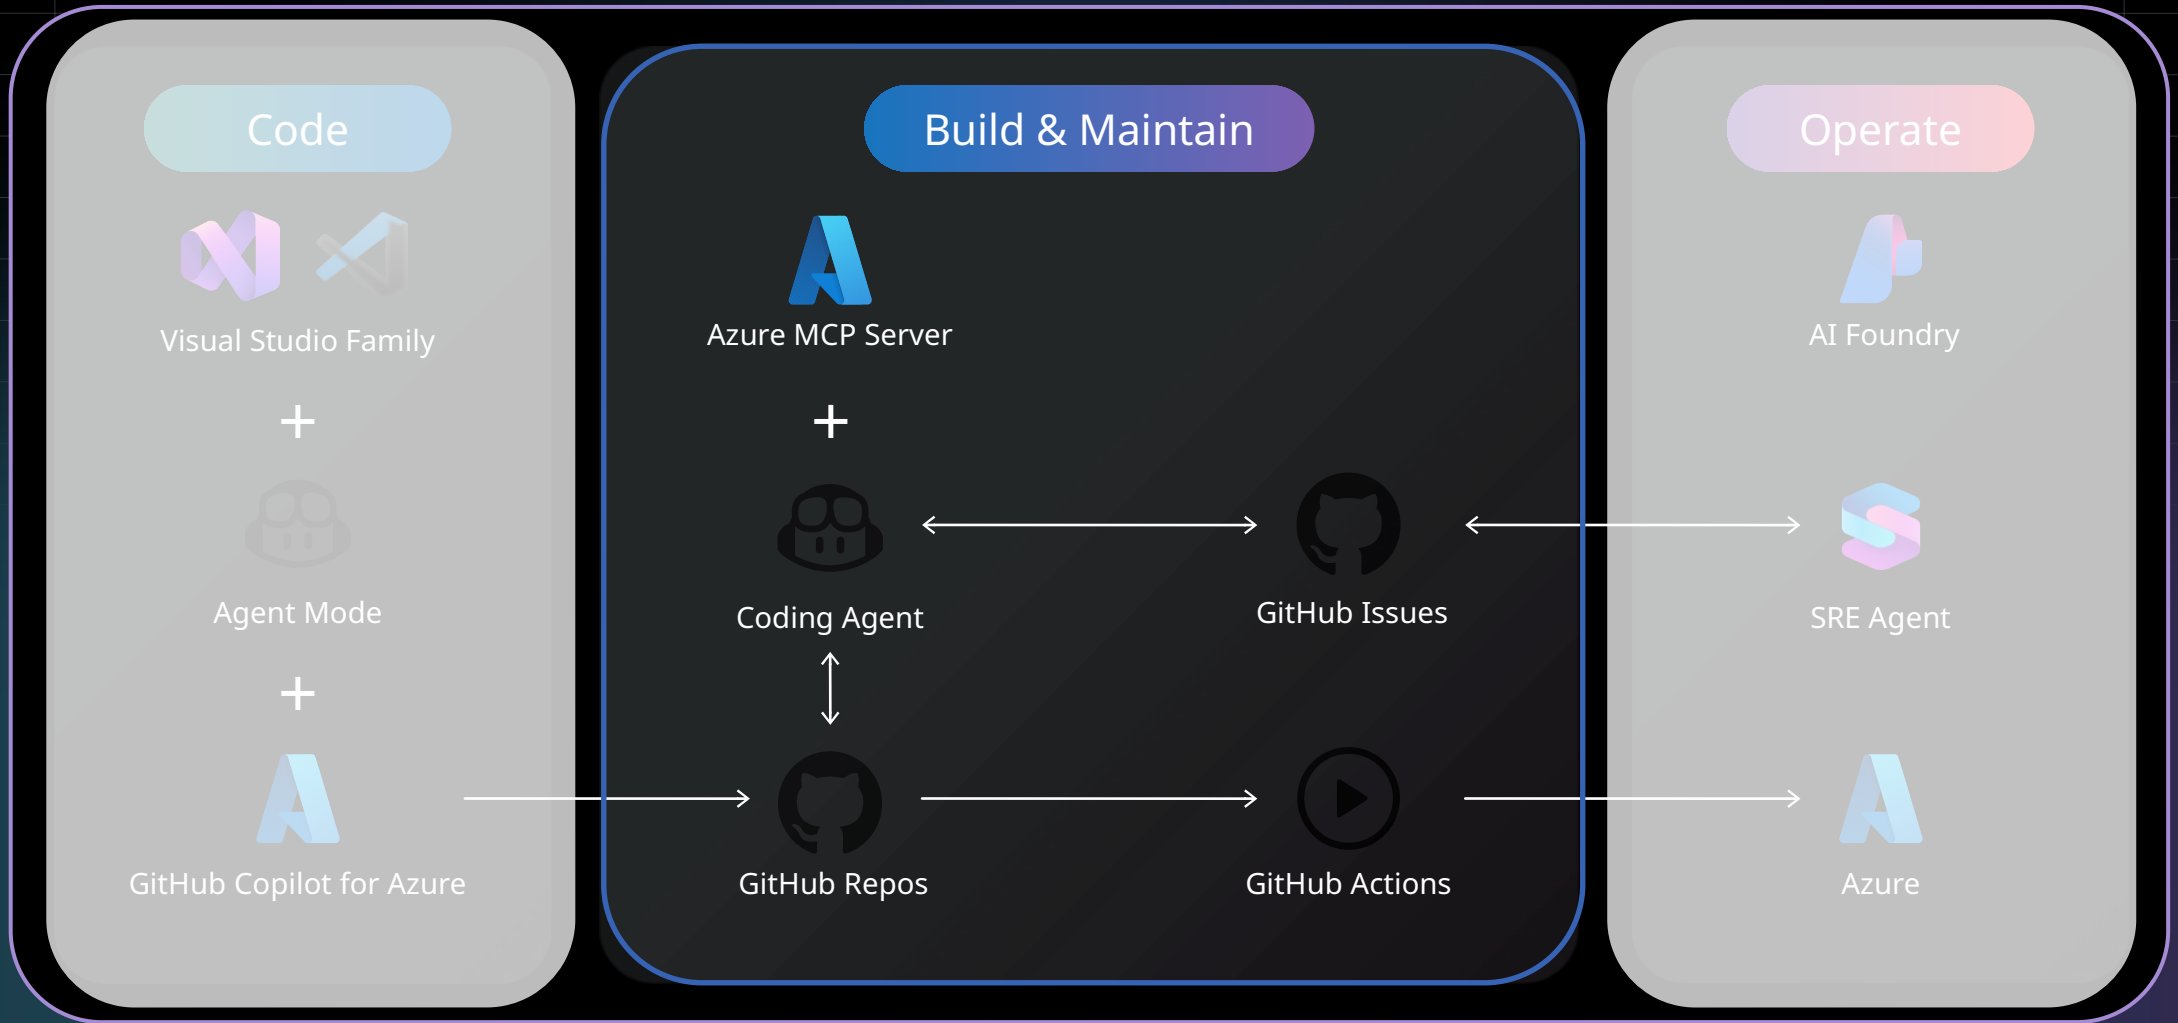 Code
Visual Studio Family
+
Agent Mode
+
GitHub Copilot for Azure
Build & Maintain
Azure MCP Server
+
Coding Agent
GitHub Issues
GitHub Repos
GitHub Actions
Operate
AI Foundry
SRE Agent
Azure